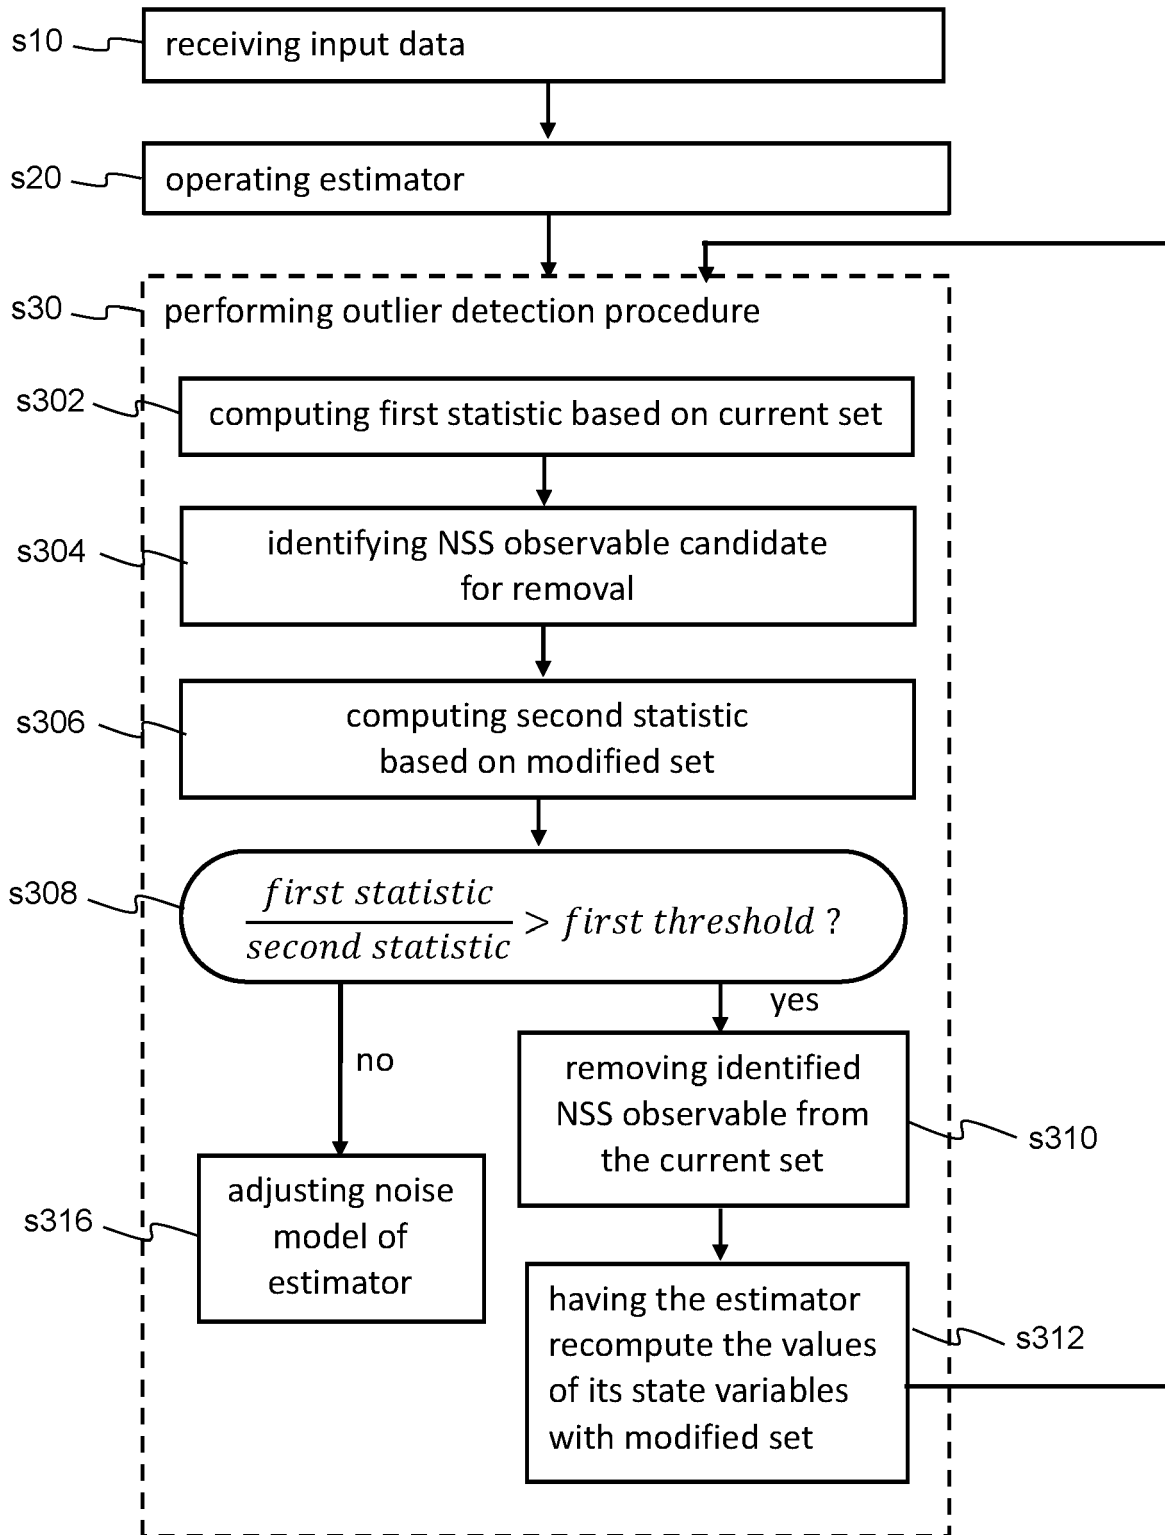 s10
receiving input data
s20
operating estimator
s30
performing outlier detection procedure
s302
computing first statistic based on current set
s304
identifying NSS observable candidate
for removal
s306
computing second statistic
based on modified set
s308
first statistic
second statistic
> first threshold ?
yes
no
removing identified
NSS observable from
the current set
s310
s316
adjusting noise
model of
estimator
having the estimator
recompute the values
of its state variables
with modified set
s312